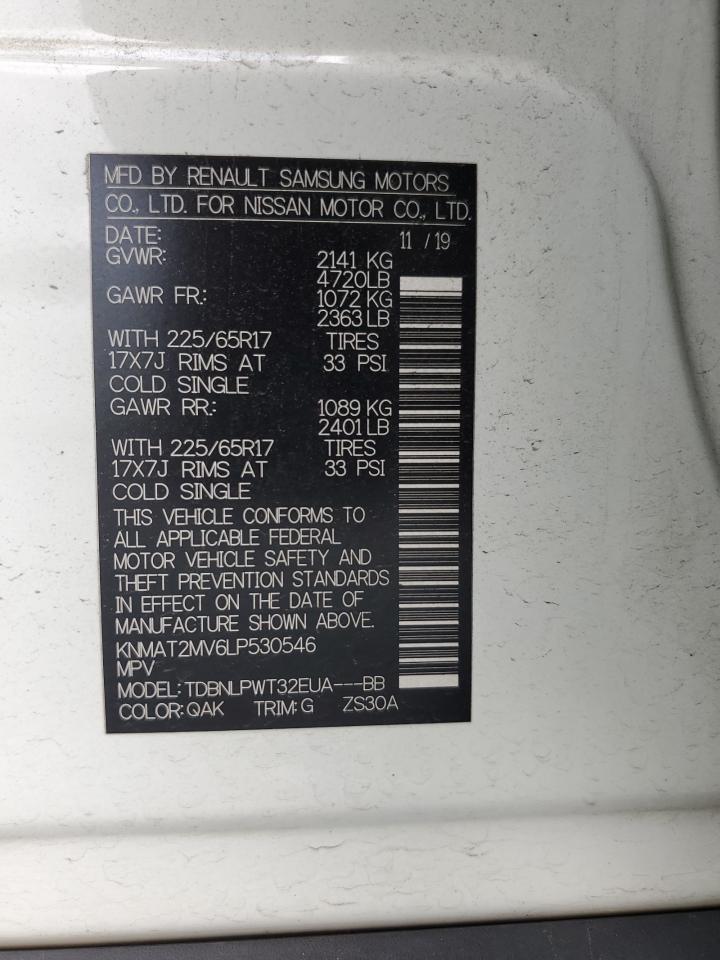 MFD BY RENAULT SAMSUNG MOTORS
CO., LTD. FOR NISSAN MOTOR CO., LTD.
DATE: 11 / 19
GVWR: 2141 KG
4720LB
GAWR FR.: 1072 KG
2363 LB
WITH 225/65R17 TIRES
17X7J RIMS AT 33 PSI
COLD SINGLE
GAWR RR.: 1089 KG
2401 LB
WITH 225/65R17 TIRES
17X7J RIMS AT 33 PSI
COLD SINGLE
THIS VEHICLE CONFORMS TO
ALL APPLICABLE FEDERAL
MOTOR VEHICLE SAFETY AND
THEFT PREVENTION STANDARDS
IN EFFECT ON THE DATE OF
MANUFACTURE SHOWN ABOVE.
KNMAT2MV6LP530546
MPV
MODEL: TDBNLPWT32EUA---BB
COLOR: QAK TRIM: G ZS30A